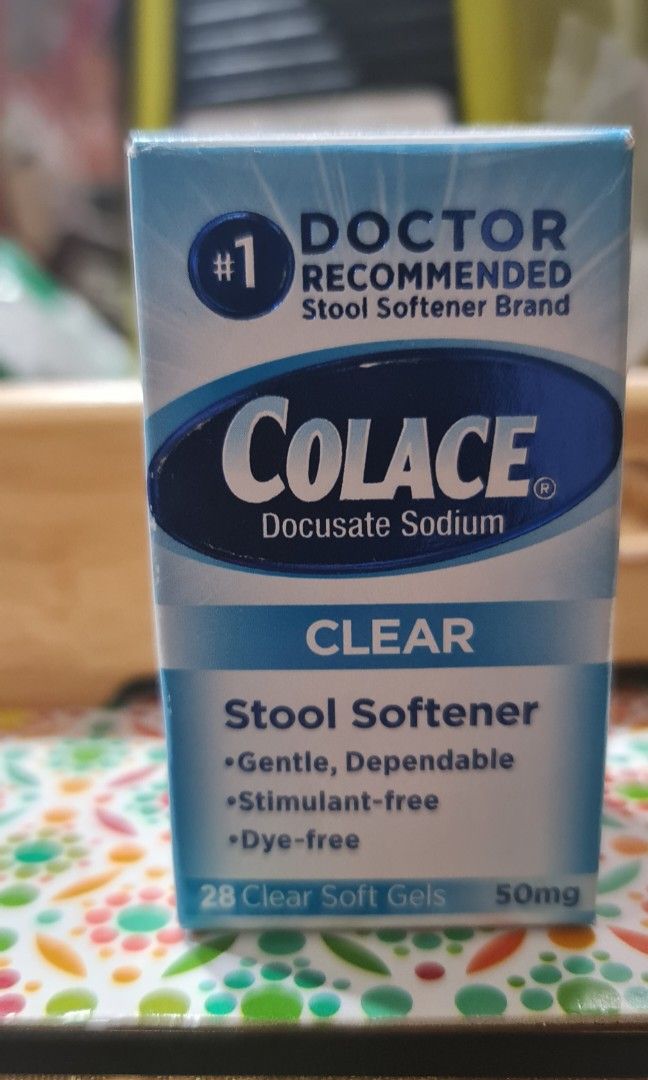 #1 DOCTOR
RECOMMENDED
Stool Softener Brand
COLACE®
Docusate Sodium
CLEAR
Stool Softener
•Gentle, Dependable
•Stimulant-free
•Dye-free
28 Clear Soft Gels 50mg